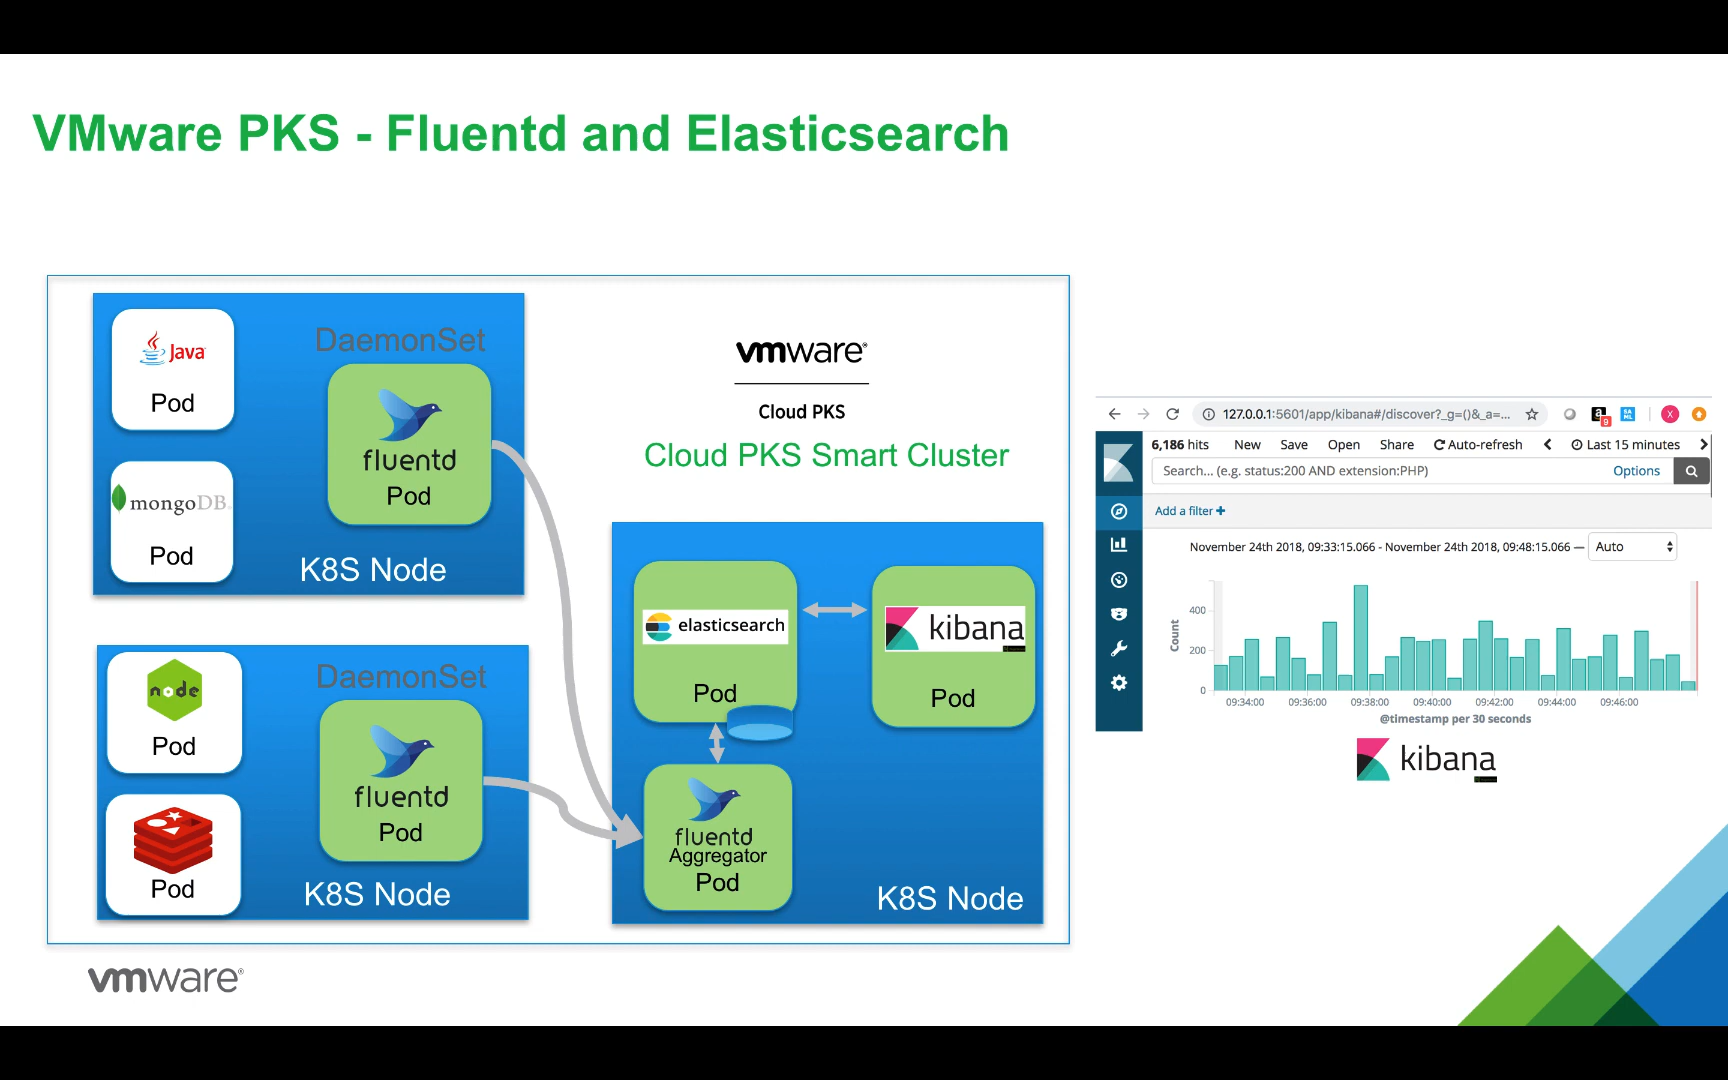 VMware PKS - Fluentd and Elasticsearch
Java
Pod
DaemonSet
fluentd
Pod
mongoDB
Pod
K8S Node
node
Pod
DaemonSet
fluentd
Pod
Pod
K8S Node
vmware®
Cloud PKS
Cloud PKS Smart Cluster
elasticsearch
Pod
kibana
Pod
fluentd
Aggregator
Pod
K8S Node
127.0.0.1:5601/app/kibana#/discover?_g=()&_a=...
a
9
X
6,186 hits New Save Open Share Auto-refresh Last 15 minutes
Search... (e.g. status:200 AND extension:PHP) Options
Add a filter +
November 24th 2018, 09:33:15.066 - November 24th 2018, 09:48:15.066 — Auto
Count
400
200
0
09:34:00 09:36:00 09:38:00 09:40:00 09:42:00 09:44:00 09:46:00
@timestamp per 30 seconds
kibana
vmware®